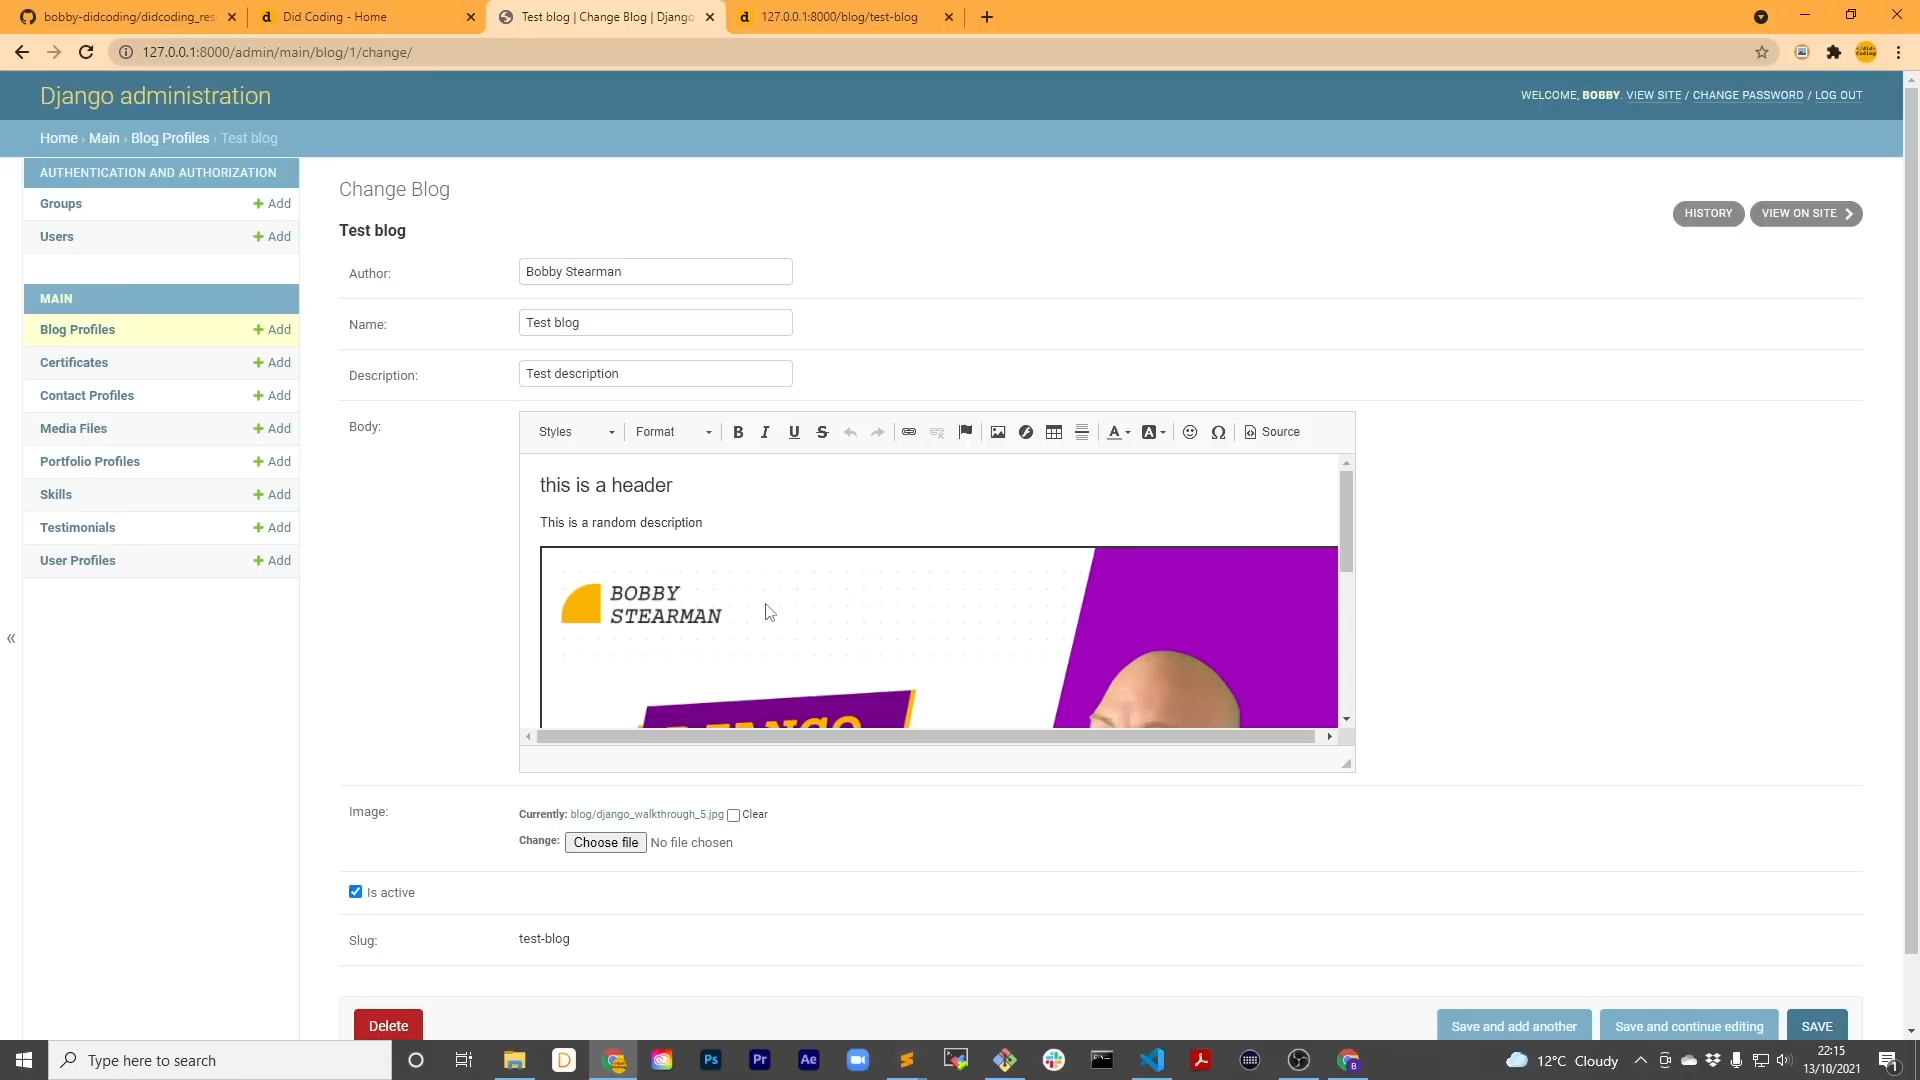 bobby-didcoding/didcoding_res
Did Coding - Home
Test blog | Change Blog | Django
127.0.0.1:8000/blog/test-blog
127.0.0.1:8000/admin/main/blog/1/change/
Django administration
WELCOME, BOBBY. VIEW SITE / CHANGE PASSWORD / LOG OUT
Home › Main › Blog Profiles › Test blog
AUTHENTICATION AND AUTHORIZATION
Groups + Add
Users + Add
MAIN
Blog Profiles + Add
Certificates + Add
Contact Profiles + Add
Media Files + Add
Portfolio Profiles + Add
Skills + Add
Testimonials + Add
User Profiles + Add
«
Change Blog
HISTORY
VIEW ON SITE
Test blog
Author: Bobby Stearman
Name: Test blog
Description: Test description
Body:
Styles Format B I U S A A Ω Source
this is a header
This is a random description
BOBBY
STEARMAN
DJANGO
Image:
Currently: blog/django_walkthrough_5.jpg Clear
Change: Choose file No file chosen
Is active
Slug: test-blog
Delete
Save and add another
Save and continue editing
SAVE
Type here to search
D
Ps
Pr
Ae
12°C Cloudy
22:15
13/10/2021
1